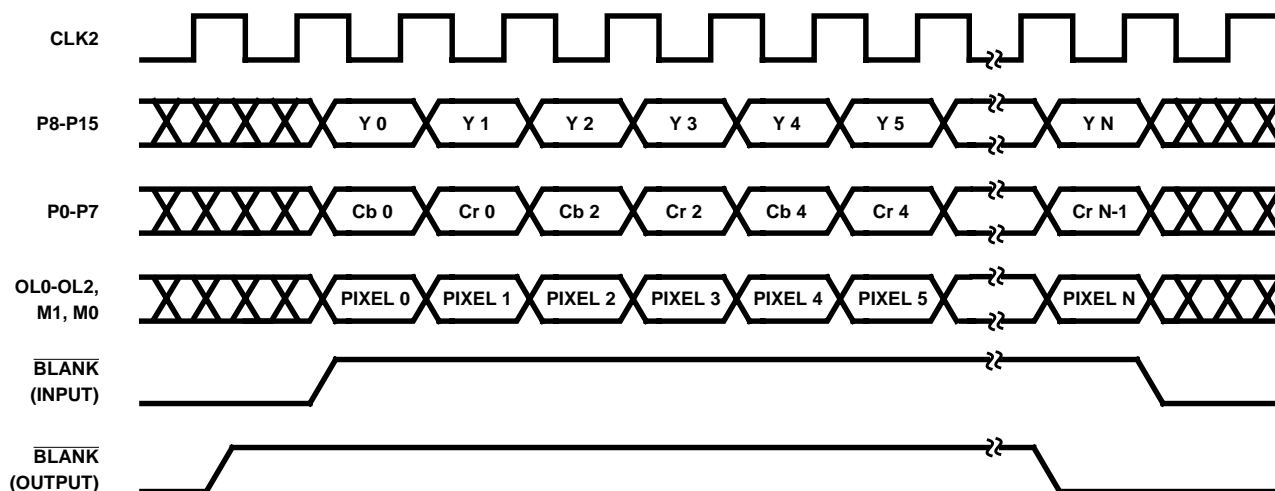 CLK2
P8-P15
Y 0 Y 1 Y 2 Y 3 Y 4 Y 5 Y N
P0-P7
Cb 0 Cr 0 Cb 2 Cr 2 Cb 4 Cr 4 Cr N-1
OL0-OL2,
M1, M0
PIXEL 0 PIXEL 1 PIXEL 2 PIXEL 3 PIXEL 4 PIXEL 5 PIXEL N
BLANK
(INPUT)
BLANK
(OUTPUT)